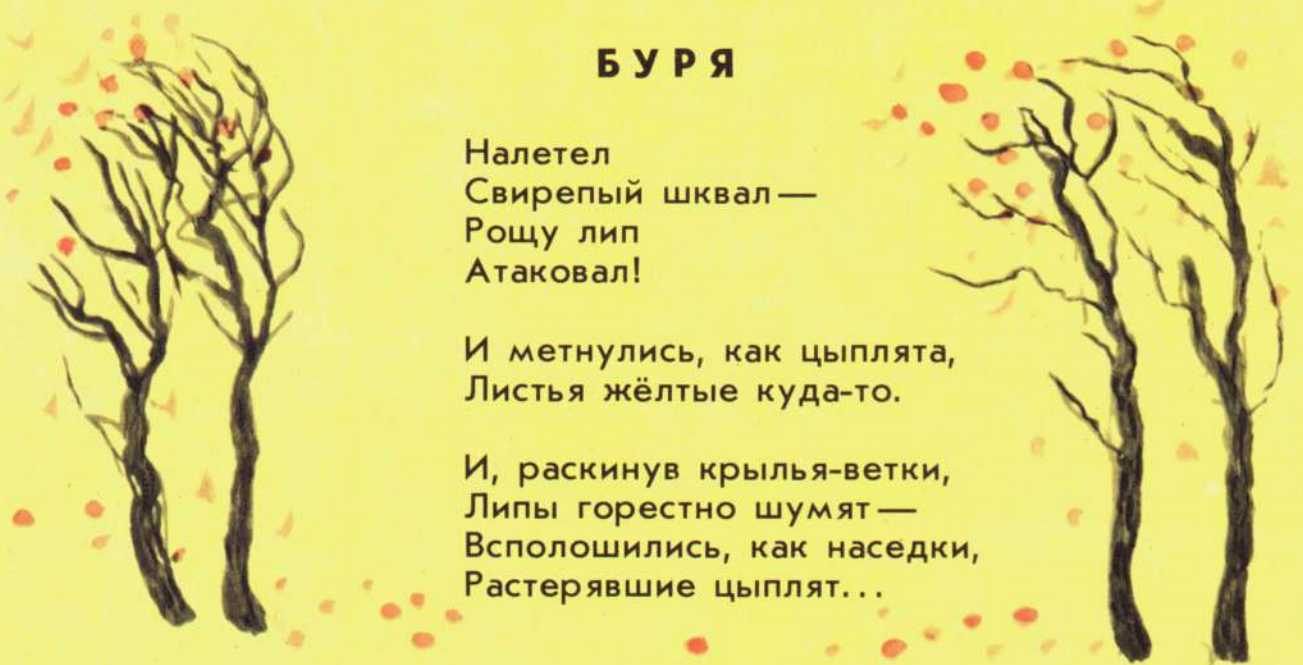 БУРЯ
Налетел
Свирепый шквал —
Рощу лип
Атаковал!
И метнулись, как цыплята,
Листья жёлтые куда-то.
И, раскинув крылья-ветки,
Липы горестно шумят —
Всполошились, как наседки,
Растерявшие цыплят...